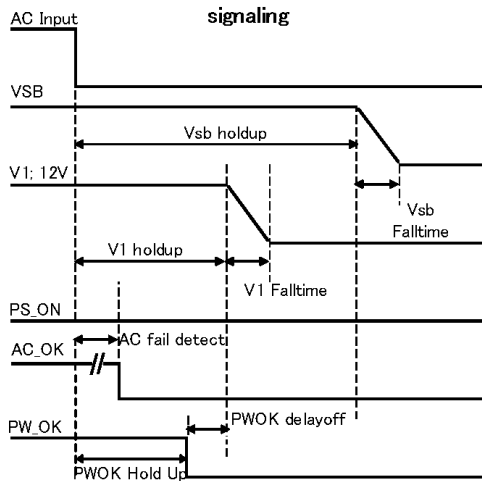 signaling
AC Input
VSB
Vsb holdup
V1; 12V
Vsb
Falltime
V1 holdup
V1 Falltime
PS_ON
AC fail detect
AC_OK
PWOK delayoff
PW_OK
PWOK Hold Up